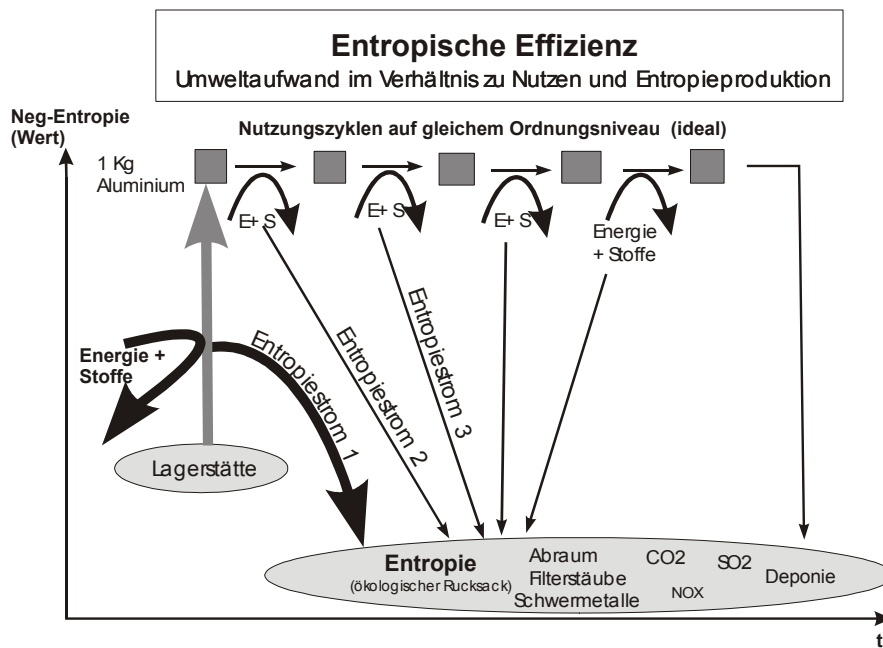 Entropische Effizienz
Umweltaufwand im Verhältnis zu Nutzen und Entropieproduktion
Neg-Entropie
(Wert)
Nutzungszyklen auf gleichem Ordnungsniveau (ideal)
1 Kg
Aluminium
E+ S
E+ S
E+ S
Energie
+ Stoffe
Energie +
Stoffe
Entropiestrom 1
Entropiestrom 2
Entropiestrom 3
Lagerstätte
Entropie
(ökologischer Rucksack)
Abraum
Filterstäube
Schwermetalle
CO2
SO2
NOX
Deponie
t